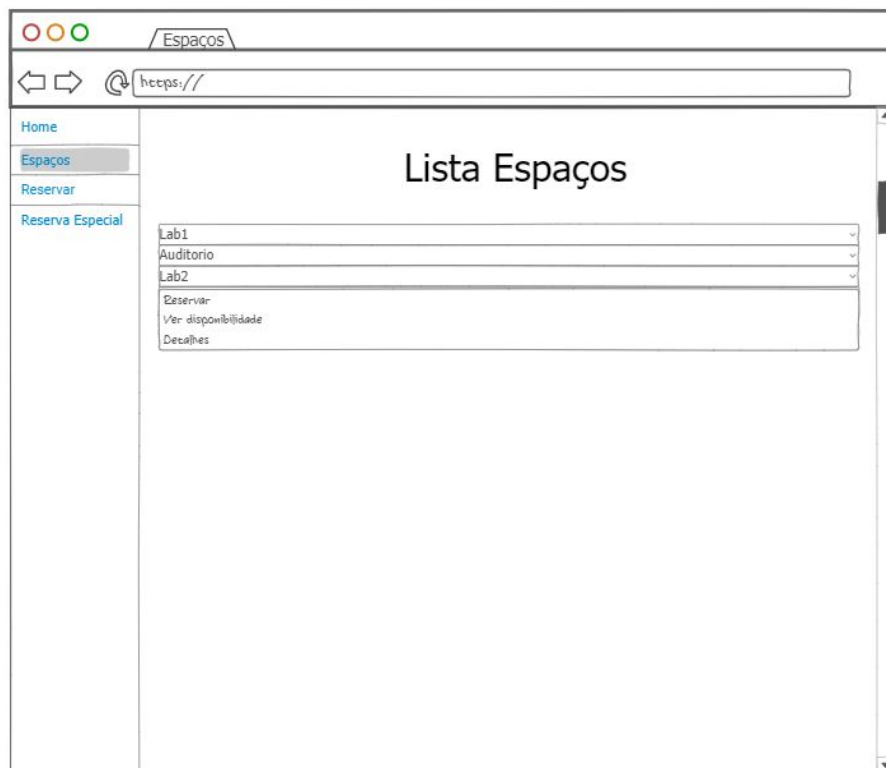 Espaços
https://
Home
Espaços
Reservar
Reserva Especial
Lista Espaços
Lab1
Auditorio
Lab2
Reservar
Ver disponibilidade
Detalhes